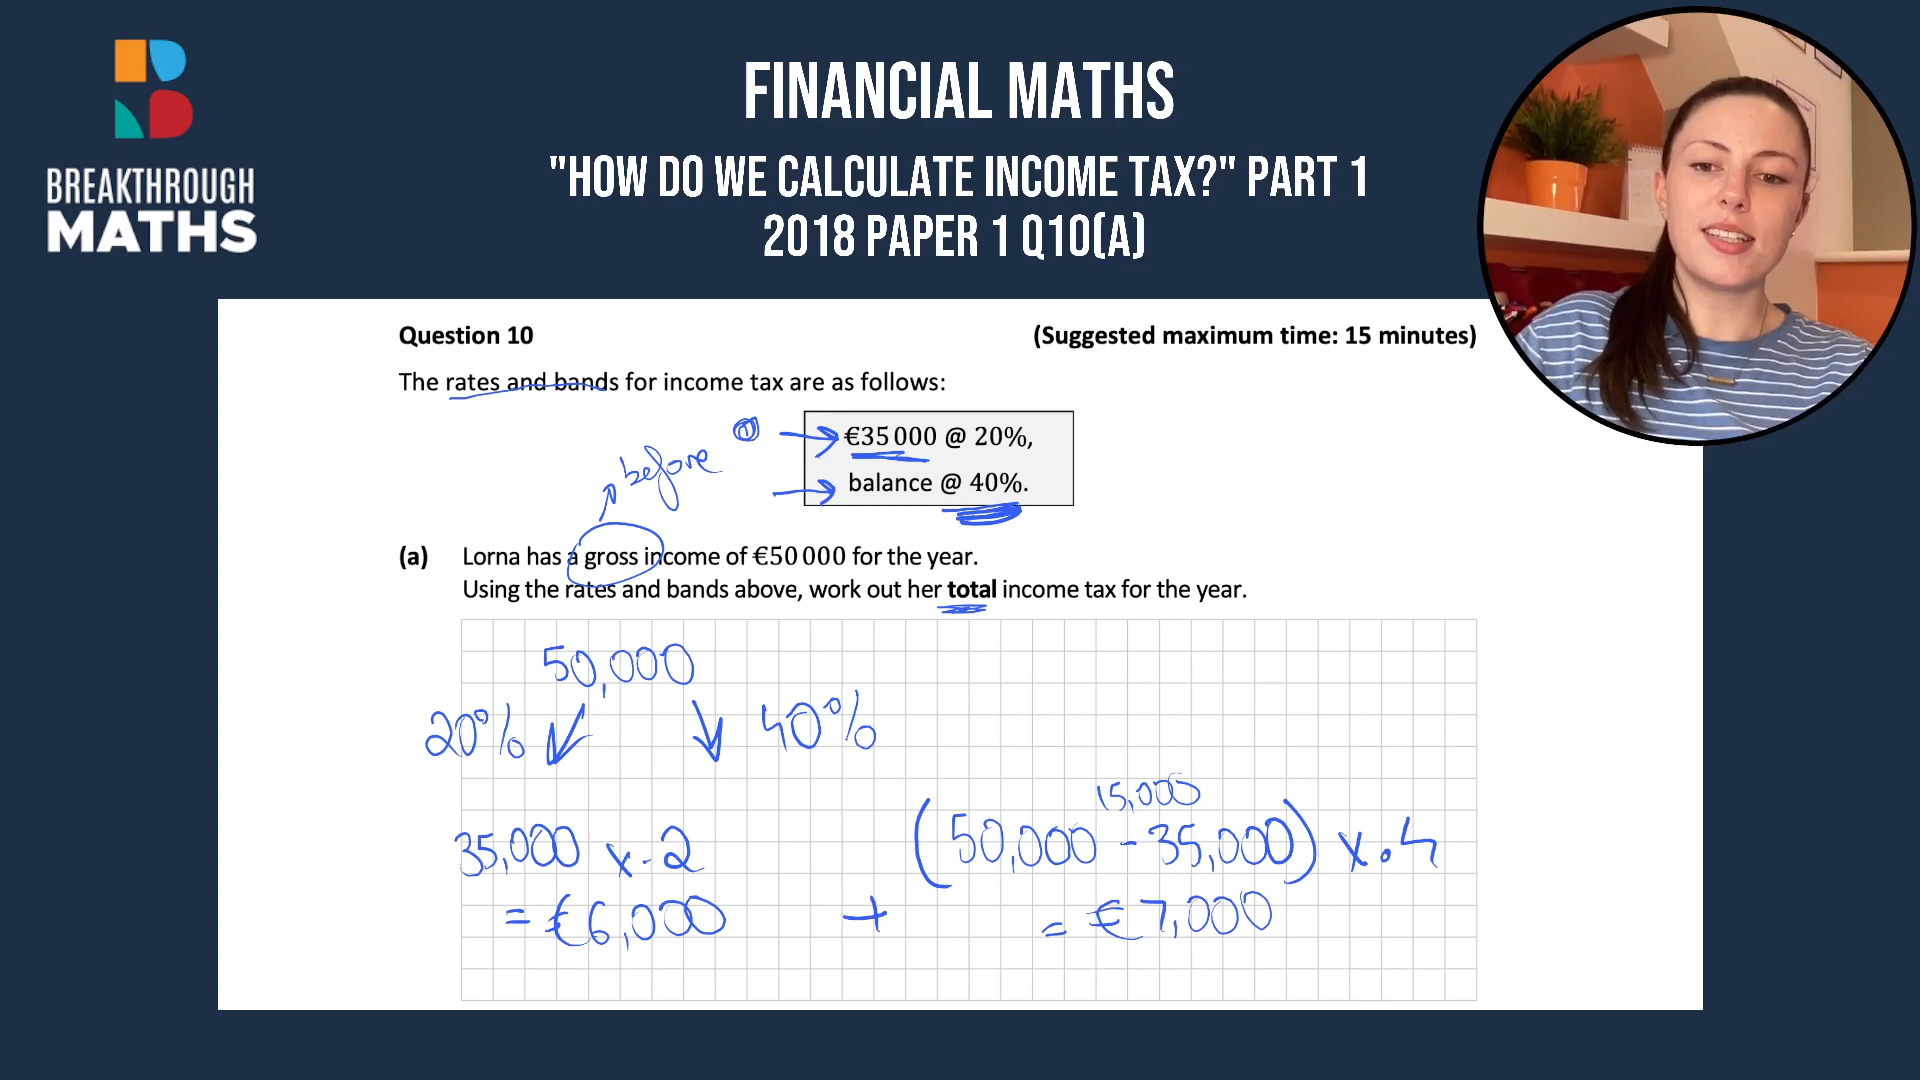 BREAKTHROUGH
MATHS
FINANCIAL MATHS
"HOW DO WE CALCULATE INCOME TAX?" PART 1
2018 PAPER 1 Q10(A)
Question 10 (Suggested maximum time: 15 minutes)
The rates and bands for income tax are as follows:
before ① €35 000 @ 20%,
balance @ 40%.
(a) Lorna has a gross income of €50 000 for the year.
Using the rates and bands above, work out her total income tax for the year.
50,000
20% 40%
15,000
35,000 x .2 (50,000 - 35,000) x .4
= €6,000 + = €7,000